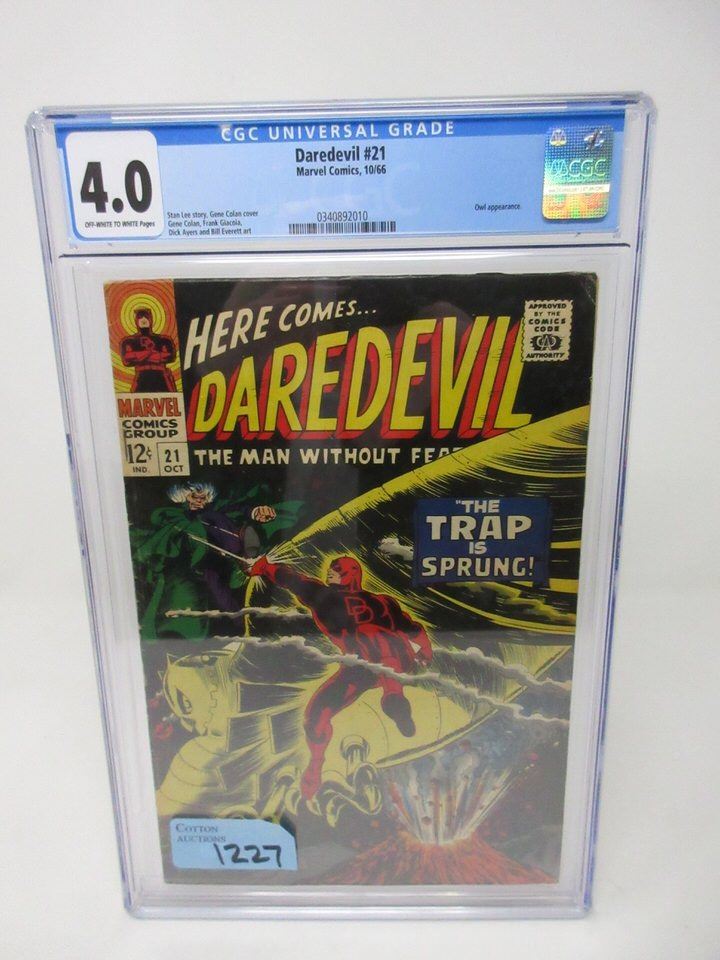 CGC UNIVERSAL GRADE
4.0
OFF-WHITE TO WHITE Pages
Daredevil #21
Marvel Comics, 10/66
Stan Lee story, Gene Colan cover
Gene Colan, Frank Giacoia,
Dick Ayers and Bill Everett art
0340892010
Owl appearance.
CGC
HERE COMES...
DAREDEVIL
THE MAN WITHOUT FEA
APPROVED
BY THE
COMICS
CODE
AUTHORITY
MARVEL
COMICS
GROUP
12¢
IND.
21
OCT
"THE
TRAP
IS
SPRUNG!
DD
COTTON
AUCTIONS
1227